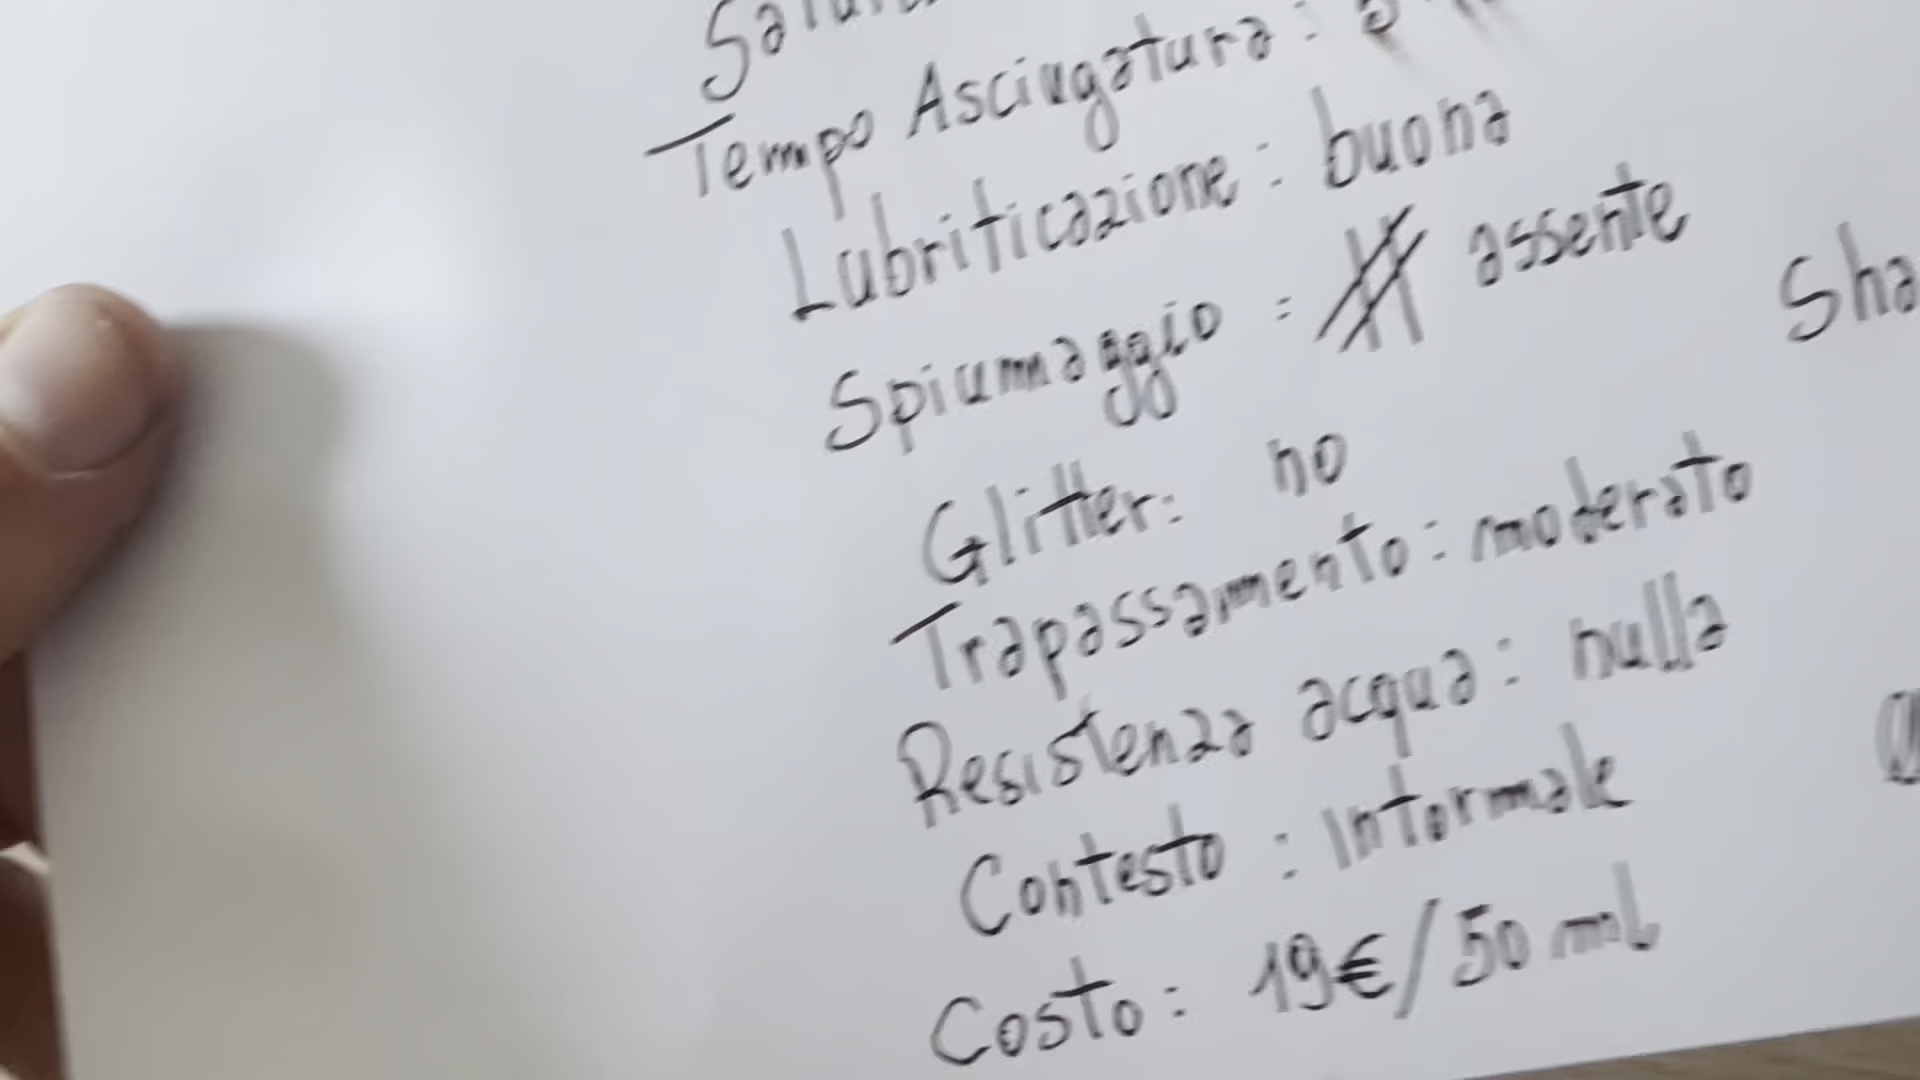 Tempo Asciugatura:
Lubrificazione: buona
Spiumaggio: assente
Glitter: no
Trapassamento: moderato
Resistenza acqua: nulla
Contesto: informale
Costo: 19€/50 ml